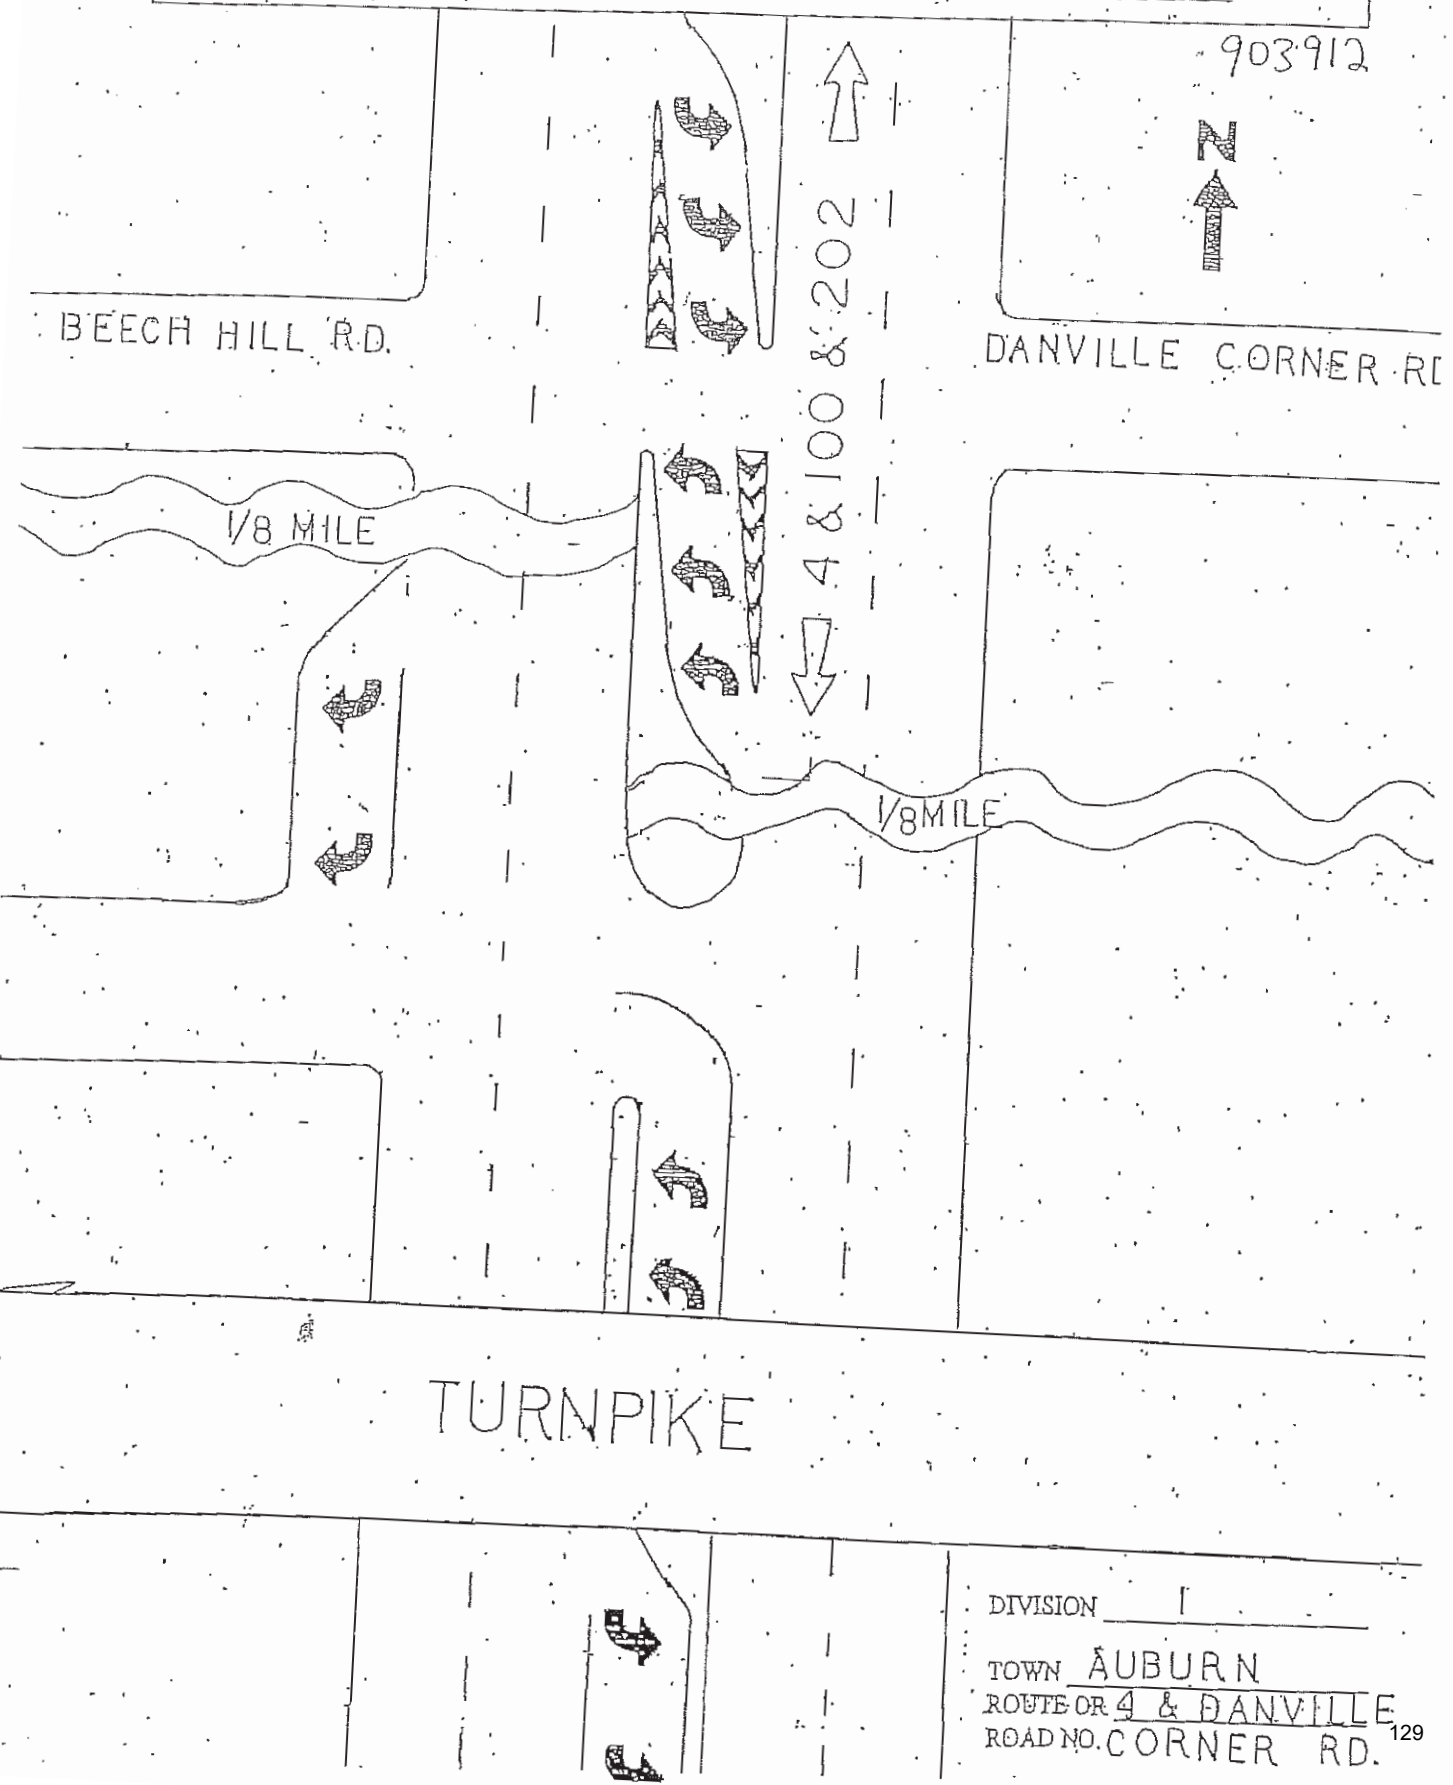 903912
N
BEECH HILL RD.
4 & 100 & 202
DANVILLE CORNER RD
1/8 MILE
1/8 MILE
TURNPIKE
DIVISION 1
TOWN AUBURN
ROUTE OR 4 & DANVILLE
ROAD NO. CORNER RD.
129